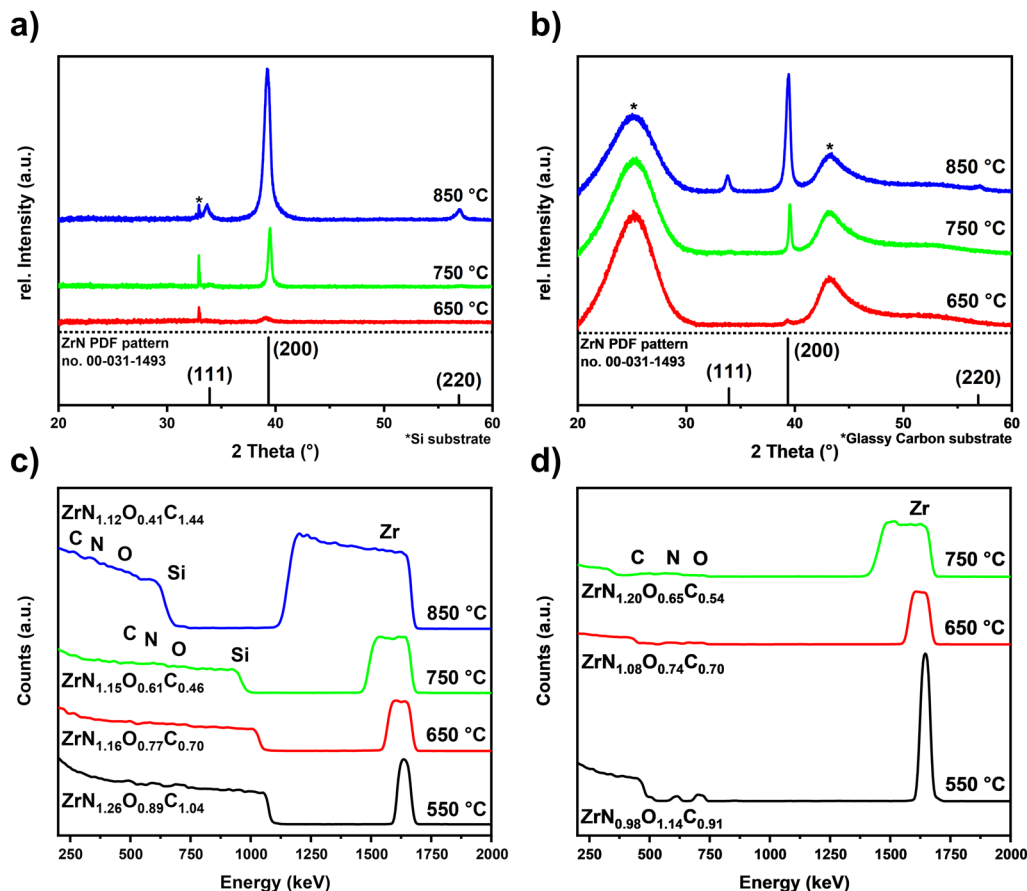 a)
rel. Intensity (a.u.)
*
850 °C
750 °C
650 °C
ZrN PDF pattern
no. 00-031-1493
(111)
(200)
(220)
20 30 40 50 60
2 Theta (°)
*Si substrate
b)
rel. Intensity (a.u.)
*
*
850 °C
750 °C
650 °C
ZrN PDF pattern
no. 00-031-1493
(111)
(200)
(220)
20 30 40 50 60
2 Theta (°)
*Glassy Carbon substrate
c)
Counts (a.u.)
ZrN1.12O0.41C1.44
C N O Si Zr
850 °C
C N O Si
ZrN1.15O0.61C0.46
750 °C
ZrN1.16O0.77C0.70
650 °C
ZrN1.26O0.89C1.04
550 °C
250 500 750 1000 1250 1500 1750 2000
Energy (keV)
d)
Counts (a.u.)
Zr
C N O
750 °C
ZrN1.20O0.65C0.54
650 °C
ZrN1.08O0.74C0.70
550 °C
ZrN0.98O1.14C0.91
250 500 750 1000 1250 1500 1750 2000
Energy (keV)